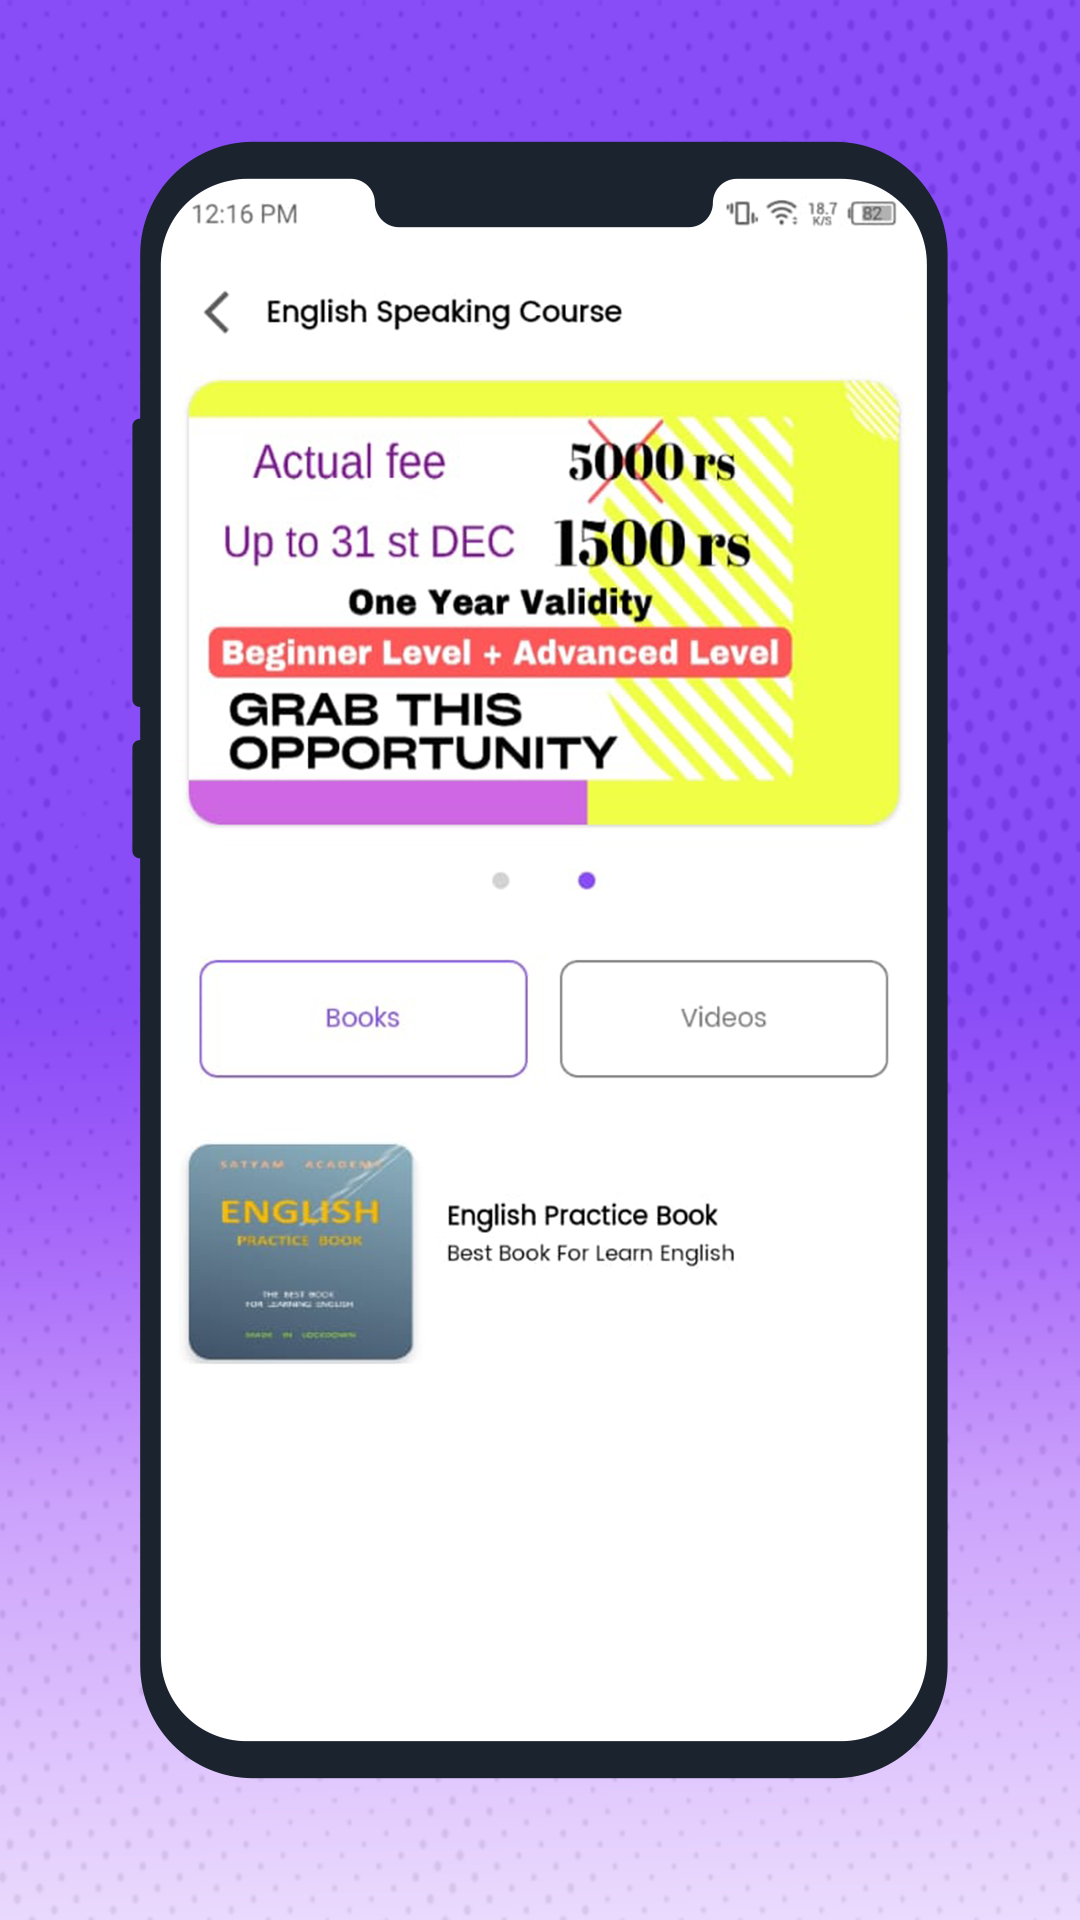 12:16 PM
18.7
K/S
82
English Speaking Course
Actual fee 5000 rs
Up to 31 st DEC 1500 rs
One Year Validity
Beginner Level + Advanced Level
GRAB THIS
OPPORTUNITY
Books
Videos
SATYAM ACADEMY
ENGLISH
PRACTICE BOOK
THE BEST BOOK
FOR LEARNING ENGLISH
MADE IN LOCKDOWN
English Practice Book
Best Book For Learn English